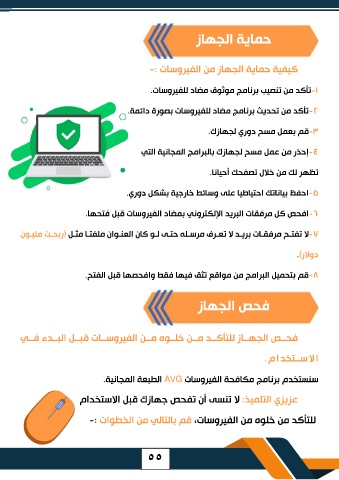 حماية الجهاز
كيفية حماية الجهاز من الفيروسات :-
١-تأكد من تنصيب برنامج موثوق مضاد للفيروسات.
٢-تأكد من تحديث برنامج مضاد للفيروسات بصورة دائمة.
٣-قم بعمل مسح دوري لجهازك.
٤-إحذر من عمل مسح لجهازك بالبرامج المجانية التي
تظهر لك من خلال تصفحك أحيانا.
٥-احفظ بياناتك احتياطيا على وسائط خارجية بشكل دوري.
٦-افحص كل مرفقات البريد الإلكتروني بمضاد الفيروسات قبل فتحها.
٧-لا تفتح مرفقات بريد لا تعرف مرسله حتى لو كان العنوان ملفتا مثل (ربحت مليون
دولار).
٨-قم بتحميل البرامج من مواقع تثق فيها فقط وافحصها قبل الفتح.
فحص الجهاز
فحص الجهاز للتأكد من خلوه من الفيروسات قبل البدء في
الاستخدام .
سنستخدم برنامج مكافحة الفيروسات AVG الطبعة المجانية.
عزيزي التلميذ: لا تنسى أن تفحص جهازك قبل الاستخدام
للتأكد من خلوه من الفيروسات، قم بالتالي من الخطوات :-
٥٥